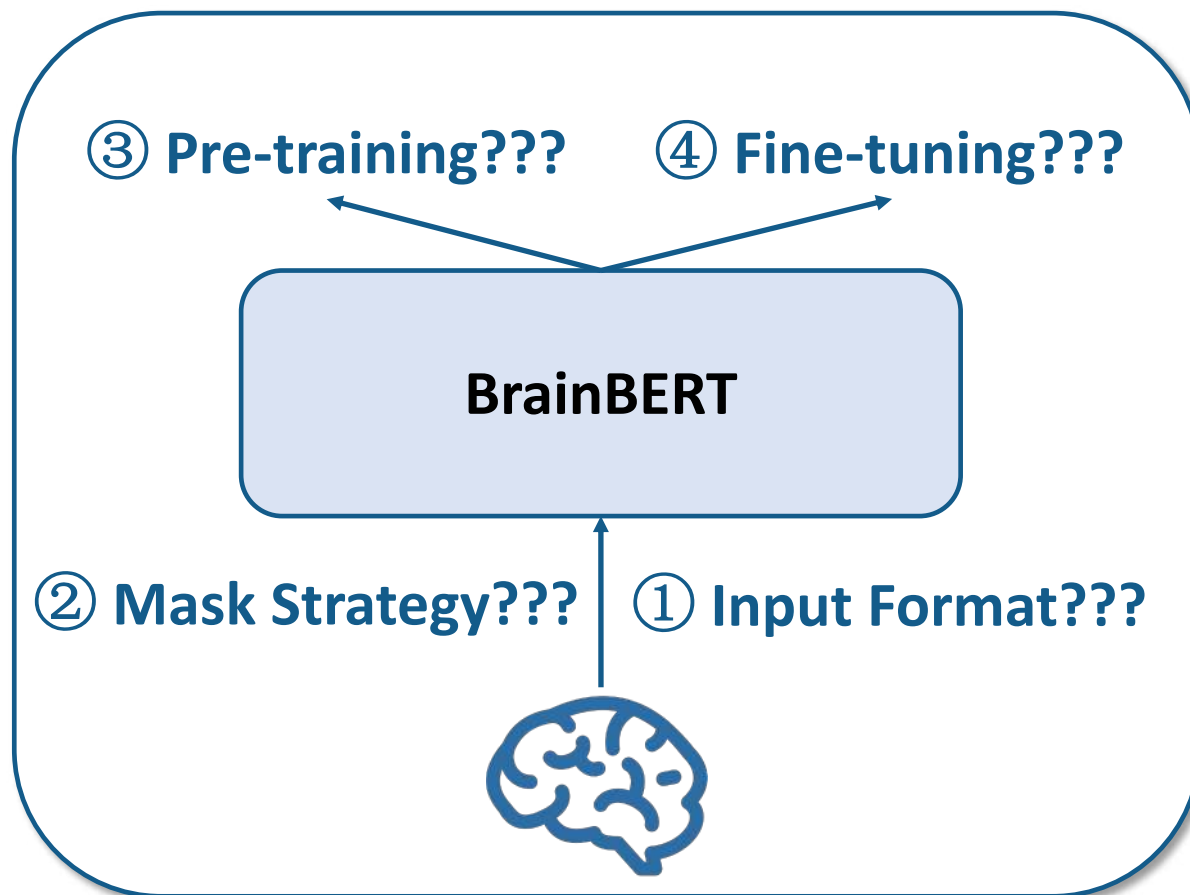 ③ Pre-training???
④ Fine-tuning???
BrainBERT
② Mask Strategy???
① Input Format???